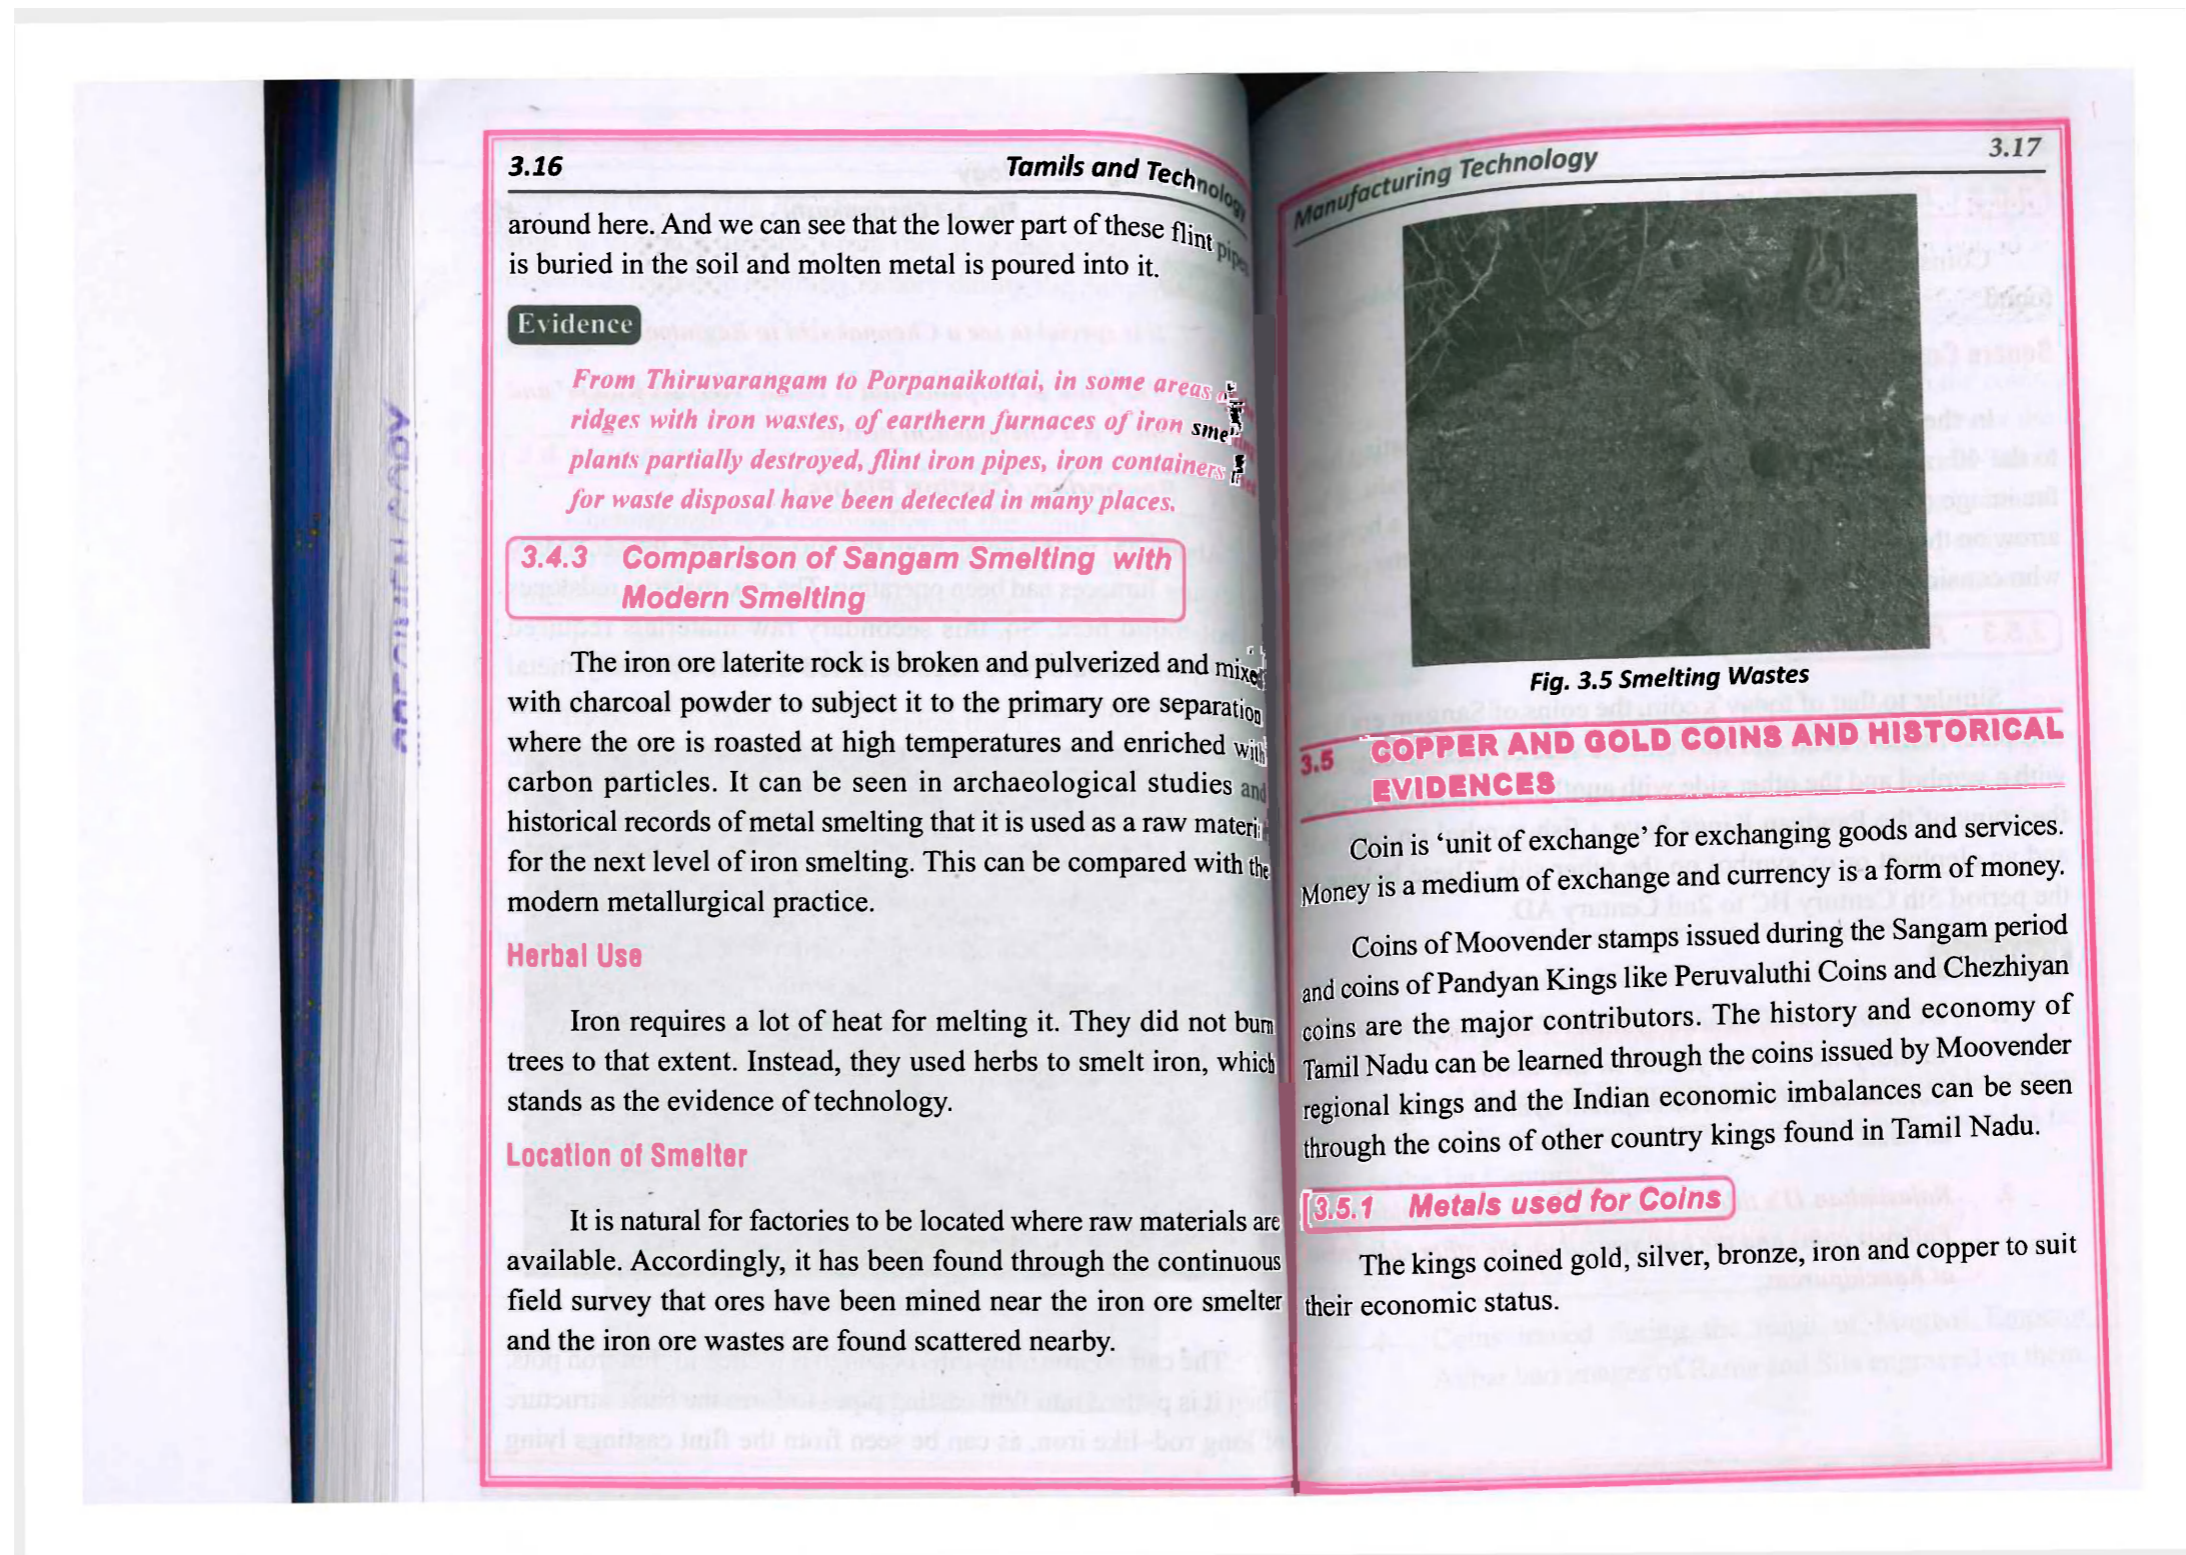 3.16 Tamils and Technology
around here. And we can see that the lower part of these flint pipes
is buried in the soil and molten metal is poured into it.
Evidence
From Thiruvarangam to Porpanaikottai, in some areas
ridges with iron wastes, of earthern furnaces of iron
plants partially destroyed, flint iron pipes, iron containers
for waste disposal have been detected in many places.
3.4.3 Comparison of Sangam Smelting with
Modern Smelting
The iron ore laterite rock is broken and pulverized and mixed
with charcoal powder to subject it to the primary ore separation
where the ore is roasted at high temperatures and enriched with
carbon particles. It can be seen in archaeological studies and
historical records of metal smelting that it is used as a raw
for the next level of iron smelting. This can be compared with the
modern metallurgical practice.
Herbal Use
Iron requires a lot of heat for melting it. They did not burn
trees to that extent. Instead, they used herbs to smelt iron, which
stands as the evidence of technology.
Location of Smelter
It is natural for factories to be located where raw materials are
available. Accordingly, it has been found through the continuous
field survey that ores have been mined near the iron ore smelter
and the iron ore wastes are found scattered nearby.
Manufacturing Technology 3.17
Fig. 3.5 Smelting Wastes
3.5 COPPER AND GOLD COINS AND HISTORICAL
EVIDENCES
Coin is ‘unit of exchange’ for exchanging goods and services.
Money is a medium of exchange and currency is a form of money.
Coins of Moovender stamps issued during the Sangam period
and coins of Pandyan Kings like Peruvaluthi Coins and Chezhiyan
coins are the major contributors. The history and economy of
Tamil Nadu can be learned through the coins issued by Moovender
regional kings and the Indian economic imbalances can be seen
through the coins of other country kings found in Tamil Nadu.
3.5.1 Metals used for Coins
The kings coined gold, silver, bronze, iron and copper to suit
their economic status.